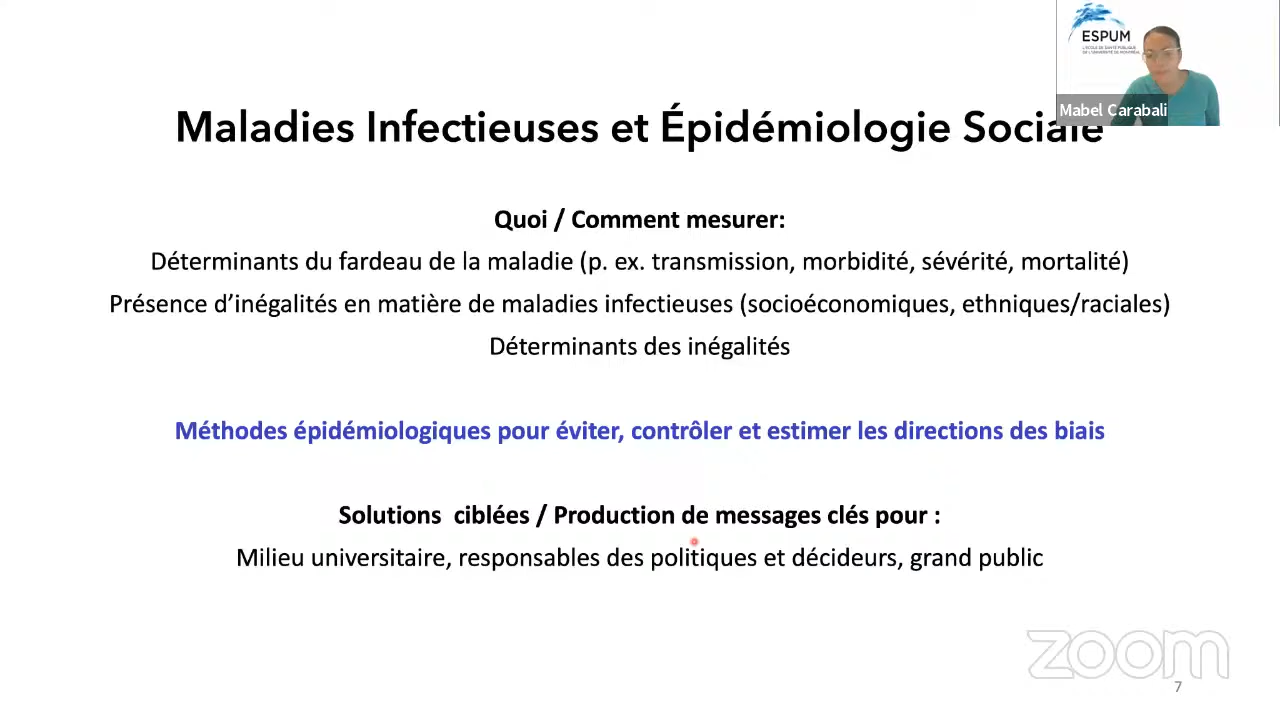 ESPUM
L'ÉCOLE DE SANTÉ PUBLIQUE
DE L'UNIVERSITÉ DE MONTRÉAL
Mabel Carabali
Maladies Infectieuses et Épidémiologie Sociale
Quoi / Comment mesurer:
Déterminants du fardeau de la maladie (p. ex. transmission, morbidité, sévérité, mortalité)
Présence d’inégalités en matière de maladies infectieuses (socioéconomiques, ethniques/raciales)
Déterminants des inégalités
Méthodes épidémiologiques pour éviter, contrôler et estimer les directions des biais
Solutions ciblées / Production de messages clés pour :
Milieu universitaire, responsables des politiques et décideurs, grand public
zoom
7